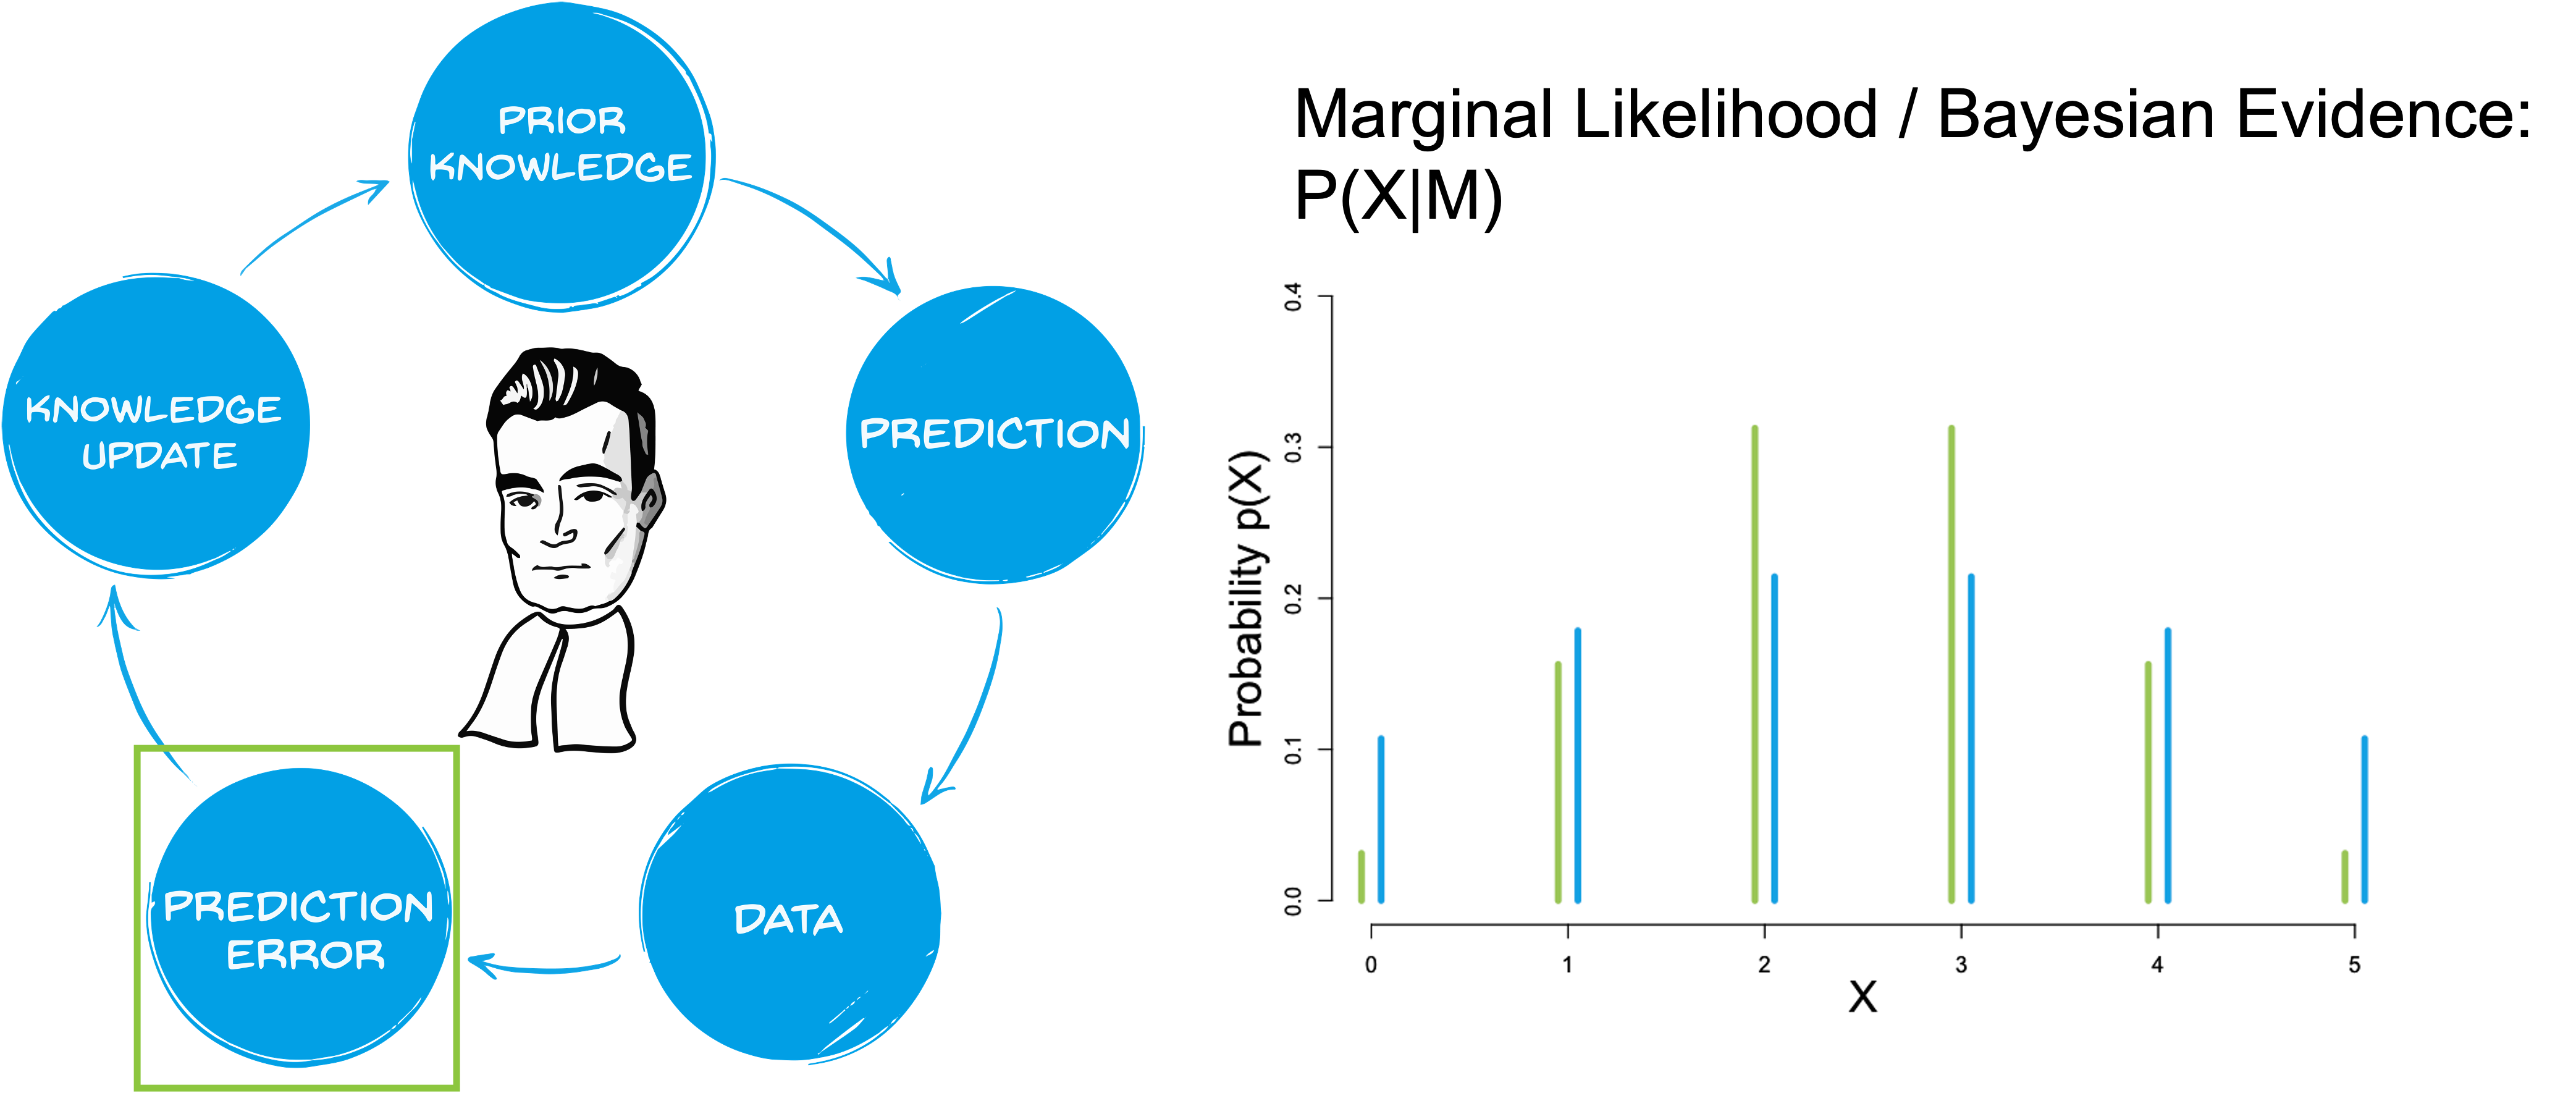 PRIOR
KNOWLEDGE
PREDICTION
DATA
PREDICTION
ERROR
KNOWLEDGE
UPDATE
Marginal Likelihood / Bayesian Evidence:
P(X|M)
Probability p(X)
0.4
0.3
0.2
0.1
0.0
0 1 2 3 4 5
X